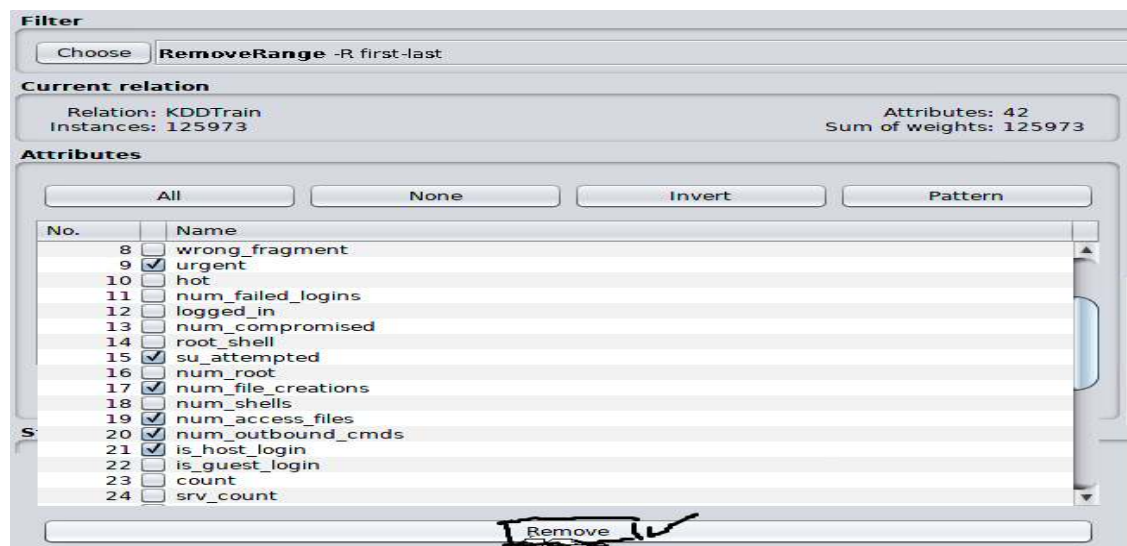 Filter
Choose RemoveRange -R first-last
Current relation
Relation: KDDTrain Attributes: 42
Instances: 125973 Sum of weights: 125973
Attributes
All None Invert Pattern
No. Name
8 wrong_fragment
9 urgent
10 hot
11 num_failed_logins
12 logged_in
13 num_compromised
14 root_shell
15 su_attempted
16 num_root
17 num_file_creations
18 num_shells
19 num_access_files
20 num_outbound_cmds
21 is_host_login
22 is_guest_login
23 count
24 srv_count
S
Remove